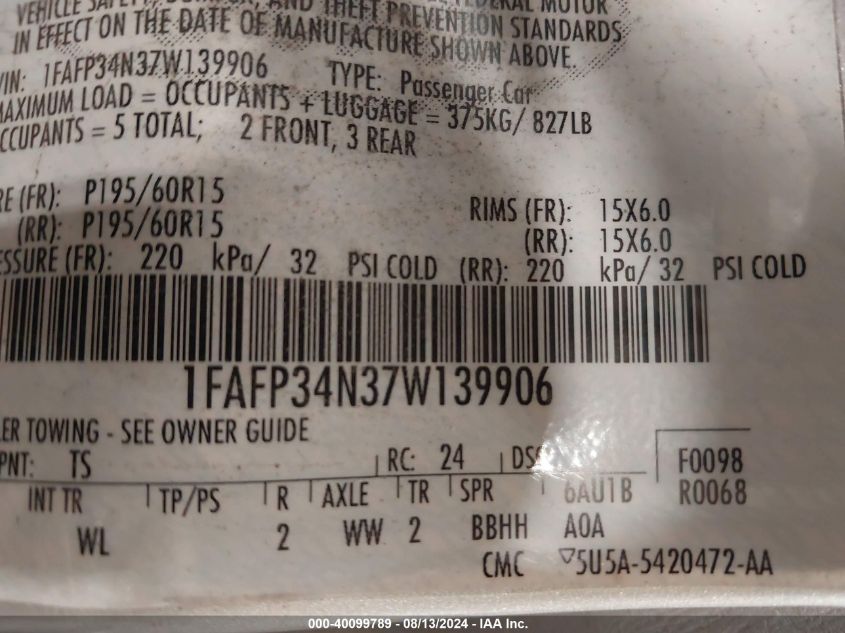 VEHICLE SAFETY, AND THEFT PREVENTION STANDARDS
IN EFFECT ON THE DATE OF MANUFACTURE SHOWN ABOVE.
VIN: 1FAFP34N37W139906 TYPE: Passenger Car
MAXIMUM LOAD = OCCUPANTS + LUGGAGE = 375KG/ 827LB
CCUPANTS = 5 TOTAL; 2 FRONT, 3 REAR
RE (FR): P195/60R15 RIMS (FR): 15X6.0
(RR): P195/60R15 (RR): 15X6.0
SSURE (FR): 220 kPa/ 32 PSI COLD (RR): 220 kPa/ 32 PSI COLD
1FAFP34N37W139906
ER TOWING - SEE OWNER GUIDE
PNT: TS RC: 24 DSO F0098
INT TR TP/PS R AXLE TR SPR 6AU1B R0068
WL 2 WW 2 BBHH A0A
CMC ▽5U5A-5420472-AA
000-40099789 - 08/13/2024 - IAA Inc.